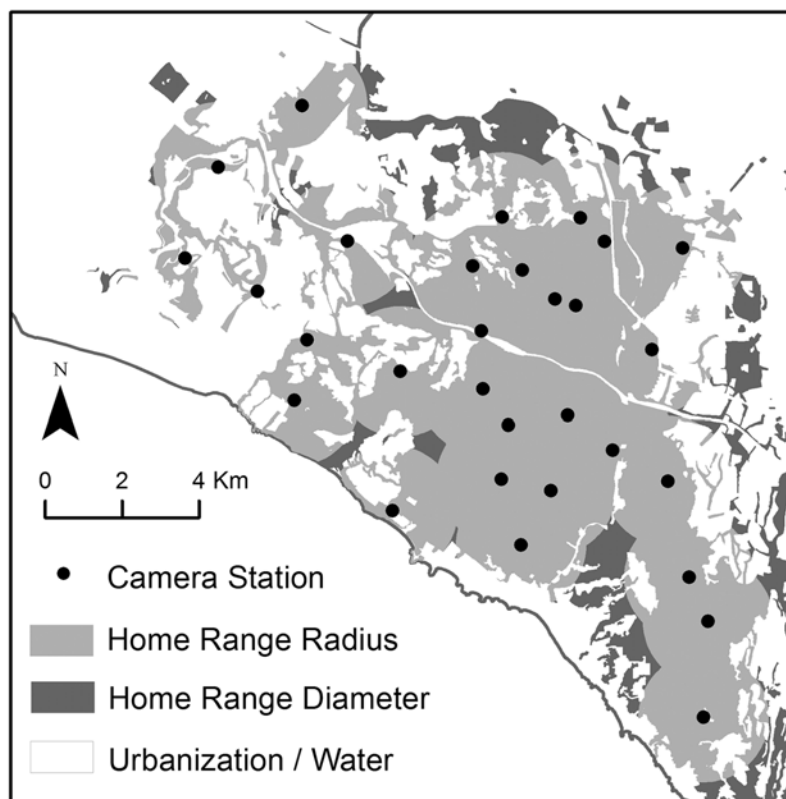 N
0 2 4 Km
Camera Station
Home Range Radius
Home Range Diameter
Urbanization / Water